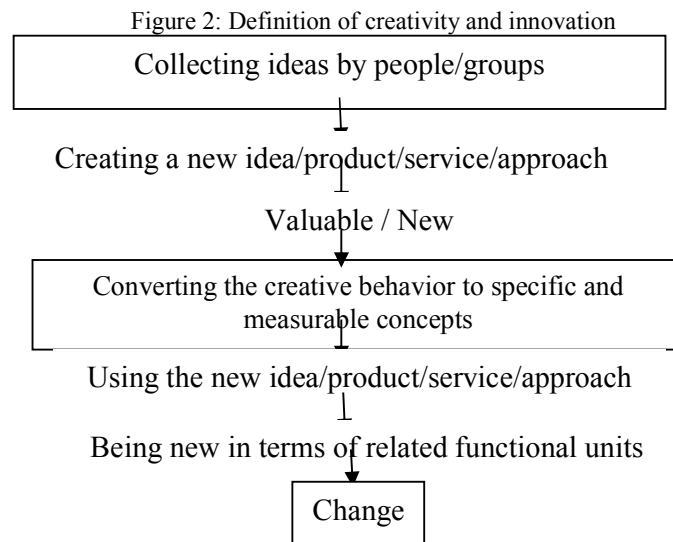 Figure 2: Definition of creativity and innovation
Collecting ideas by people/groups
Creating a new idea/product/service/approach
Valuable / New
Converting the creative behavior to specific and
measurable concepts
Using the new idea/product/service/approach
Being new in terms of related functional units
Change